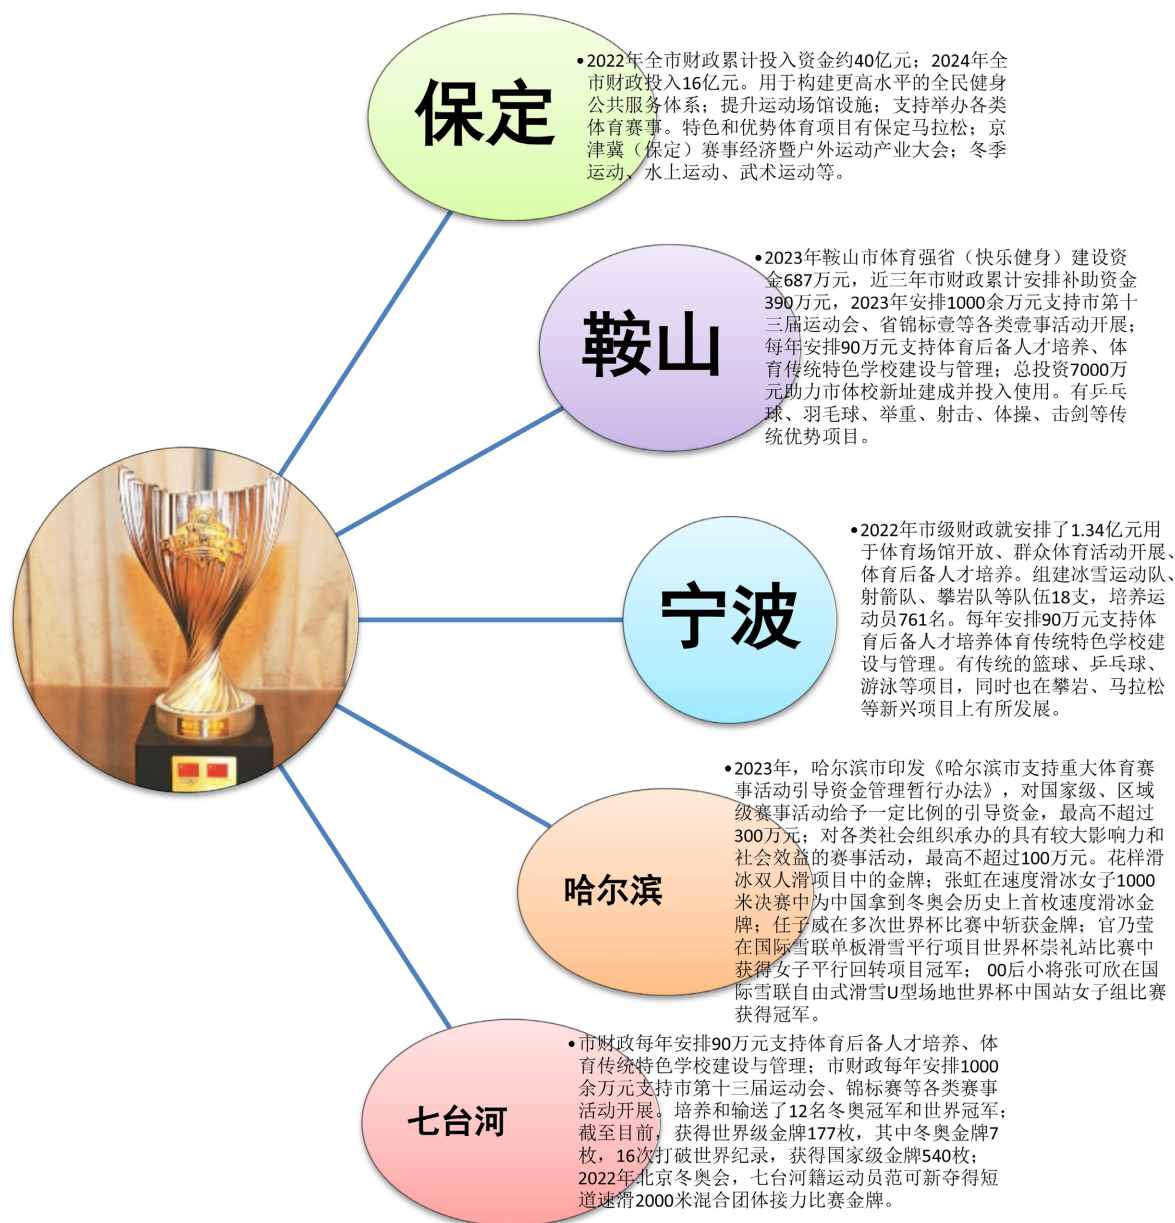 保定
•2022年全市财政累计投入资金约40亿元；2024年全
市财政投入16亿元。用于构建更高水平的全民健身
公共服务体系；提升运动场馆设施；支持举办各类
体育赛事。特色和优势体育项目有保定马拉松；京
津冀（保定）赛事经济暨户外运动产业大会；冬季
运动、水上运动、武术运动等。
鞍山
•2023年鞍山市体育强省（快乐健身）建设资
金687万元，近三年市财政累计安排补助资金
390万元，2023年安排1000余万元支持市第十
三届运动会、省锦标壹等各类壹事活动开展；
每年安排90万元支持体育后备人才培养、体
育传统特色学校建设与管理；总投资7000万
元助力市体校新址建成并投入使用。有乒乓
球、羽毛球、举重、射击、体操、击剑等传
统优势项目。
宁波
•2022年市级财政就安排了1.34亿元用
于体育场馆开放、群众体育活动开展、
体育后备人才培养。组建冰雪运动队、
射箭队、攀岩队等队伍18支，培养运
动员761名。每年安排90万元支持体
育后备人才培养体育传统特色学校建
设与管理。有传统的篮球、乒乓球、
游泳等项目，同时也在攀岩、马拉松
等新兴项目上有所发展。
哈尔滨
•2023年，哈尔滨市印发《哈尔滨市支持重大体育赛
事活动引导资金管理暂行办法》，对国家级、区域
级赛事活动给予一定比例的引导资金，最高不超过
300万元；对各类社会组织承办的具有较大影响力和
社会效益的赛事活动，最高不超过100万元。花样滑
冰双人滑项目中的金牌；张虹在速度滑冰女子1000
米决赛中为中国拿到冬奥会历史上首枚速度滑冰金
牌；任子威在多次世界杯比赛中斩获金牌；官乃莹
在国际雪联单板滑雪平行项目世界杯崇礼站比赛中
获得女子平行回转项目冠军； 00后小将张可欣在国
际雪联自由式滑雪U型场地世界杯中国站女子组比赛
获得冠军。
七台河
•市财政每年安排90万元支持体育后备人才培养、体
育传统特色学校建设与管理；市财政每年安排1000
余万元支持市第十三届运动会、锦标赛等各类赛事
活动开展。培养和输送了12名冬奥冠军和世界冠军；
截至目前，获得世界级金牌177枚，其中冬奥金牌7
枚，16次打破世界纪录，获得国家级金牌540枚；
2022年北京冬奥会，七台河籍运动员范可新夺得短
道速滑2000米混合团体接力比赛金牌。